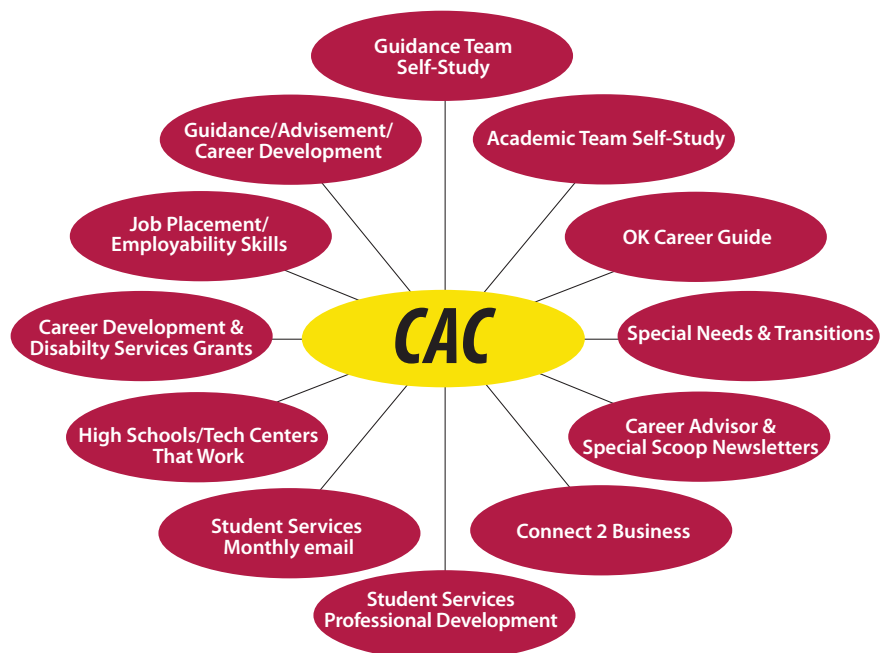 Guidance Team
Self-Study
Guidance/Advisement/
Career Development
Academic Team Self-Study
Job Placement/
Employability Skills
OK Career Guide
CAC
Career Development &
Disabilty Services Grants
Special Needs & Transitions
High Schools/Tech Centers
That Work
Career Advisor &
Special Scoop Newsletters
Student Services
Monthly email
Connect 2 Business
Student Services
Professional Development